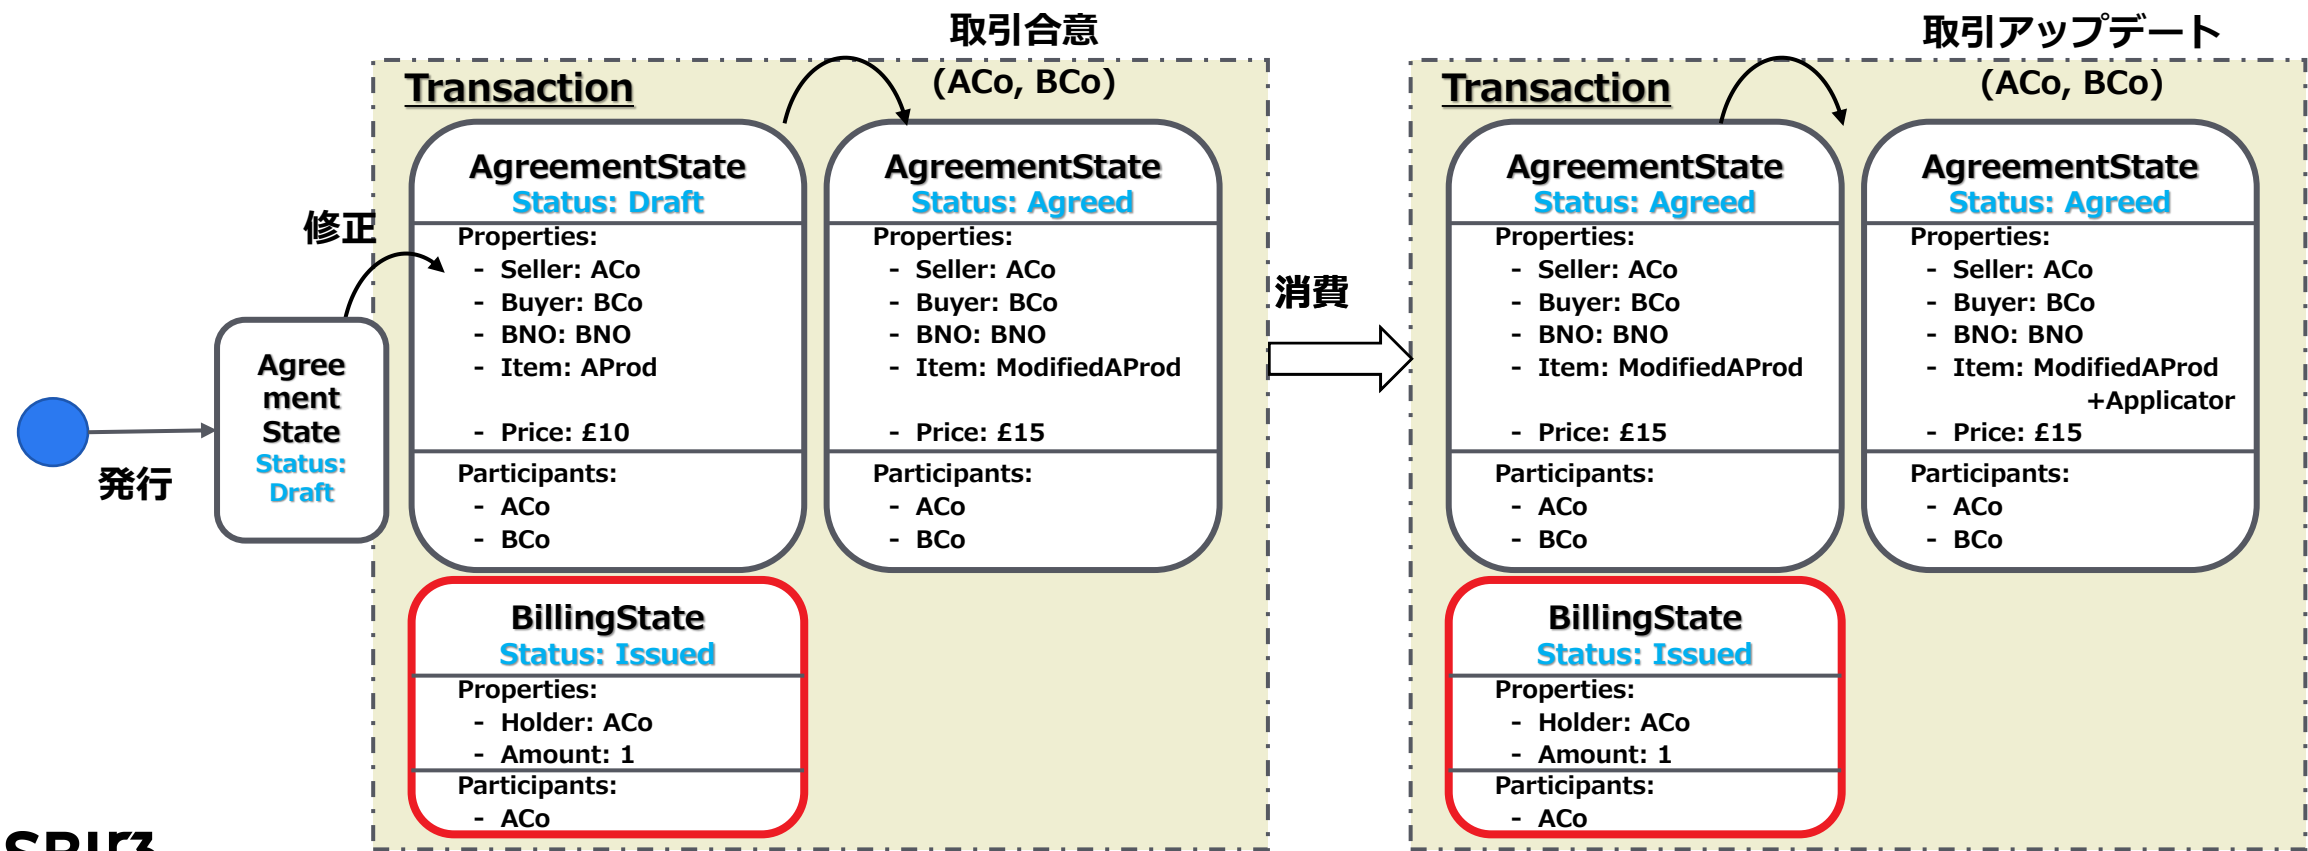 発行
Agree
ment
State
Status:
Draft
修正
Transaction
取引合意
(ACo, BCo)
AgreementState
Status: Draft
Properties:
- Seller: ACo
- Buyer: BCo
- BNO: BNO
- Item: AProd
- Price: £10
Participants:
- ACo
- BCo
AgreementState
Status: Agreed
Properties:
- Seller: ACo
- Buyer: BCo
- BNO: BNO
- Item: ModifiedAProd
- Price: £15
Participants:
- ACo
- BCo
BillingState
Status: Issued
Properties:
- Holder: ACo
- Amount: 1
Participants:
- ACo
消費
Transaction
取引アップデート
(ACo, BCo)
AgreementState
Status: Agreed
Properties:
- Seller: ACo
- Buyer: BCo
- BNO: BNO
- Item: ModifiedAProd
- Price: £15
Participants:
- ACo
- BCo
AgreementState
Status: Agreed
Properties:
- Seller: ACo
- Buyer: BCo
- BNO: BNO
- Item: ModifiedAProd
+Applicator
- Price: £15
Participants:
- ACo
- BCo
BillingState
Status: Issued
Properties:
- Holder: ACo
- Amount: 1
Participants:
- ACo